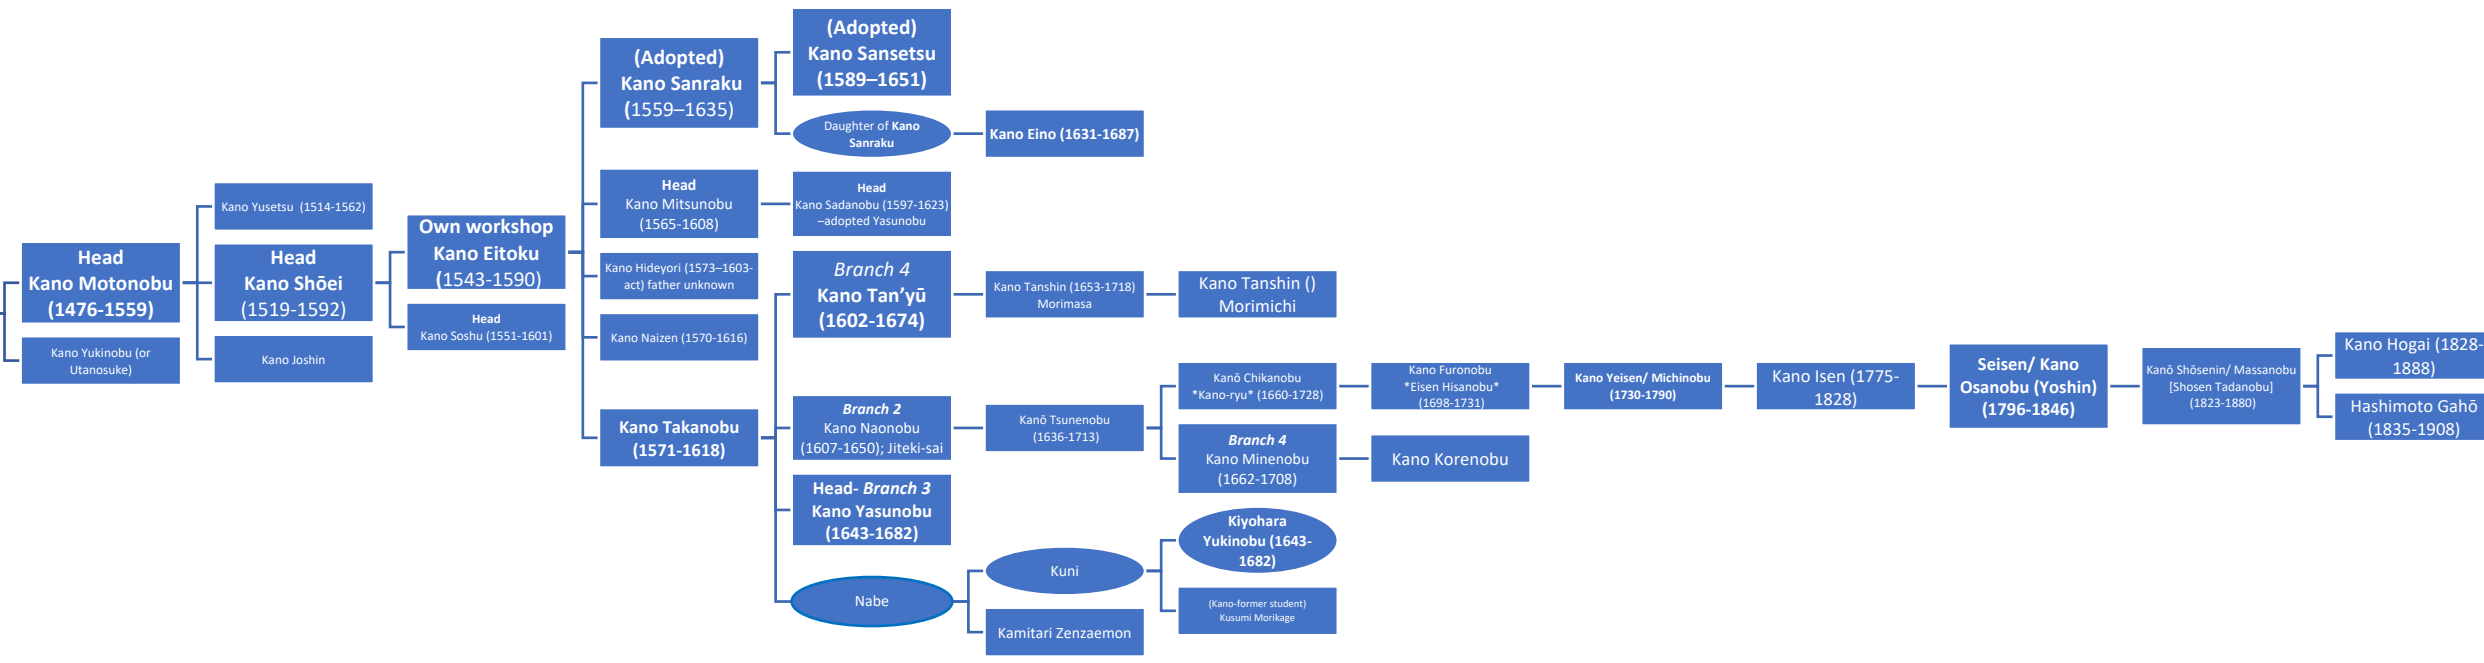 Head
Kano Motonobu
(1476-1559)
Kano Yukinobu (or
Utanosuke)
Kano Yusetsu  (1514-1562)
Head
Kano Shōei
(1519-1592)
Kano Joshin
Own workshop
Kano Eitoku
(1543-1590)
Head
Kano Soshu (1551-1601)
(Adopted)
Kano Sanraku
(1559–1635)
Head
Kano Mitsunobu
(1565-1608)
Kano Hideyori (1573–1603-
act) father unknown
Kano Naizen (1570-1616)
Kano Takanobu
(1571-1618)
(Adopted)
Kano Sansetsu
(1589–1651)
Daughter of Kano
Sanraku
Kano Eino (1631-1687)
Head
Kano Sadanobu (1597-1623)
–adopted Yasunobu
Branch 4
Kano Tan’yū
(1602-1674)
Kano Tanshin (1653-1718)
Morimasa
Kano Tanshin ()
Morimichi
Branch 2
Kano Naonobu
(1607-1650); Jiteki-sai
Kanō Tsunenobu
(1636-1713)
Kanō Chikanobu
*Kano-ryu* (1660-1728)
Kano Furonobu
*Eisen Hisanobu*
(1698-1731)
Kano Yeisen/ Michinobu
(1730-1790)
Kano Isen (1775-
1828)
Seisen/ Kano
Osanobu (Yoshin)
(1796-1846)
Kanō Shōsenin/ Massanobu
[Shosen Tadanobu]
(1823-1880)
Kano Hogai (1828-
1888)
Hashimoto Gahō
(1835-1908)
Branch 4
Kano Minenobu
(1662-1708)
Kano Korenobu
Head- Branch 3
Kano Yasunobu
(1643-1682)
Nabe
Kuni
Kamitari Zenzaemon
Kiyohara
Yukinobu (1643-
1682)
(Kano-former student)
Kusumi Morikage